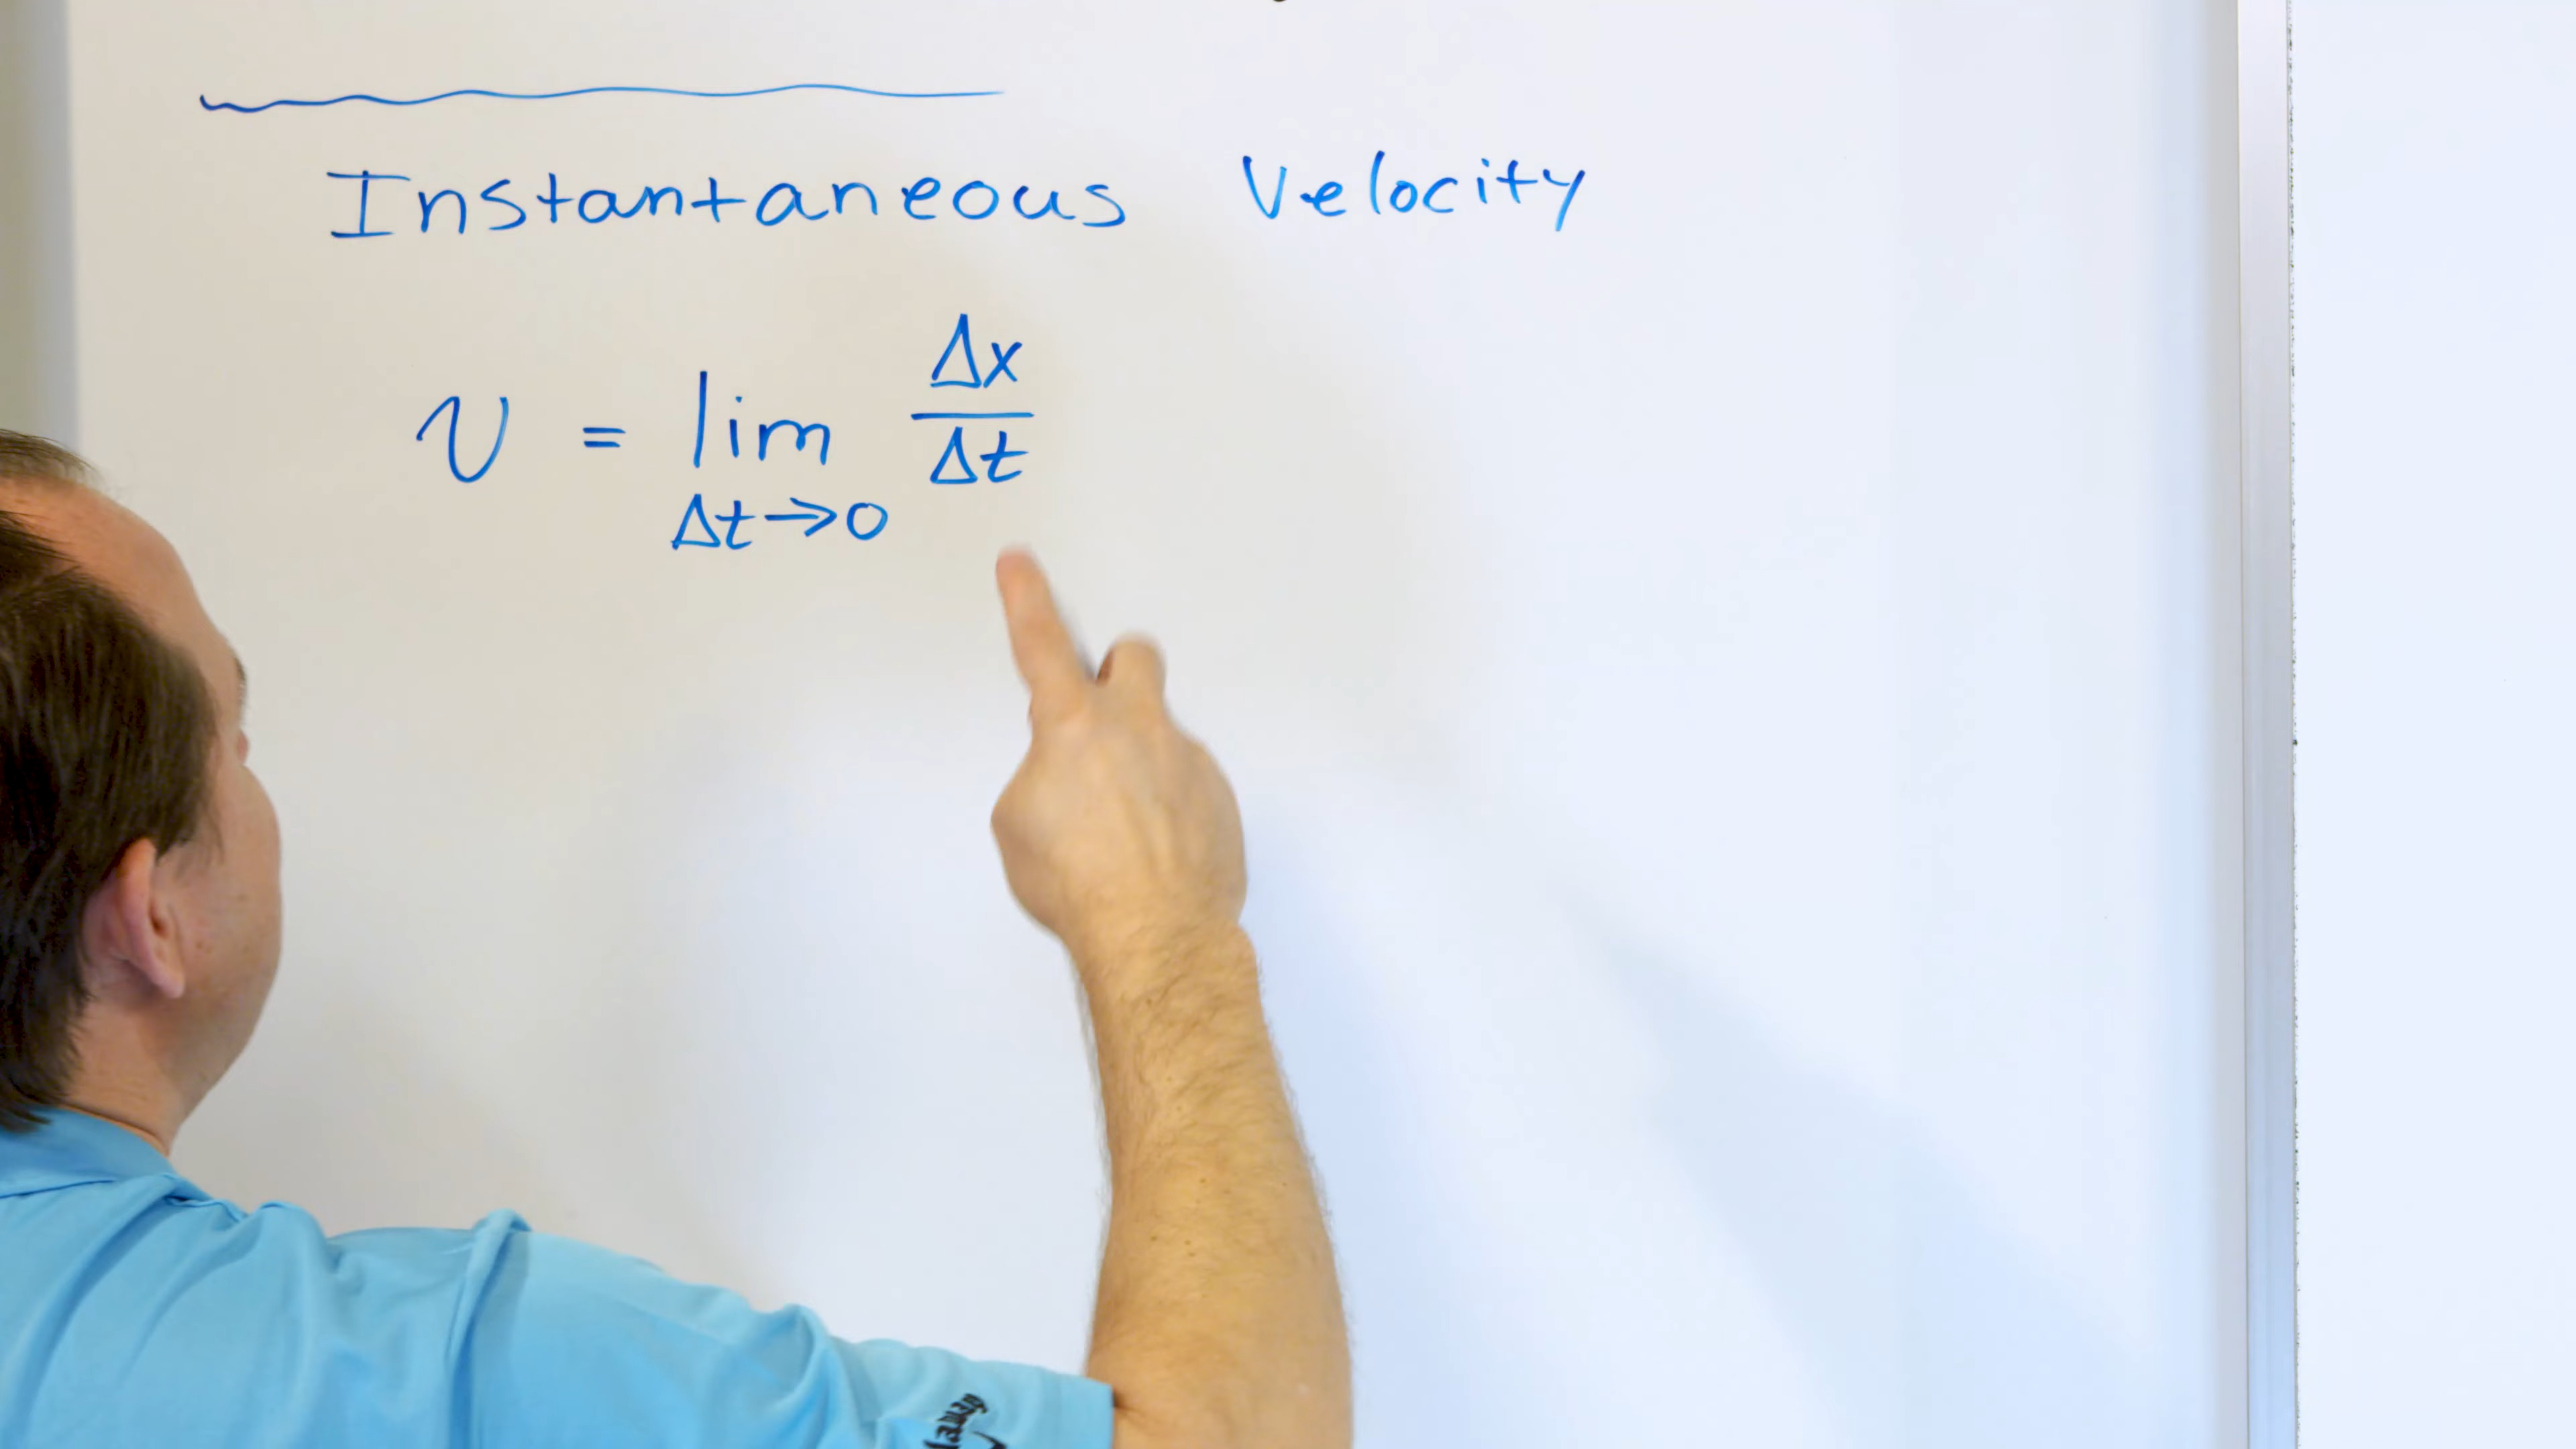 Instantaneous Velocity
v = lim Δx/Δt
Δt→0